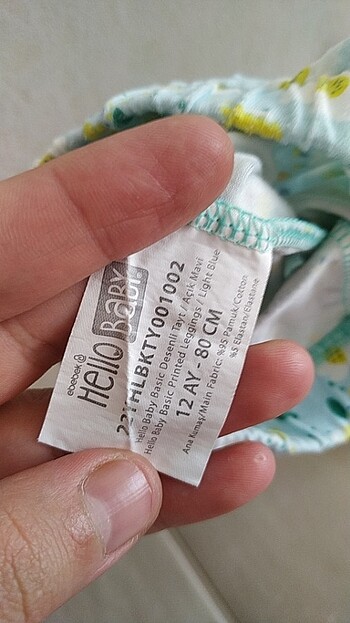 ebebek
Hello BABY
221HLBKTY001002
Hello Baby Basic Desenli Tayt / Açık Mavi
Hello Baby Basic Printed Leggings / Light Blue
12 AY - 80 CM
Ana Kumaş/Main Fabric: %95 Pamuk/Cotton
%5 Elastan/Elastane